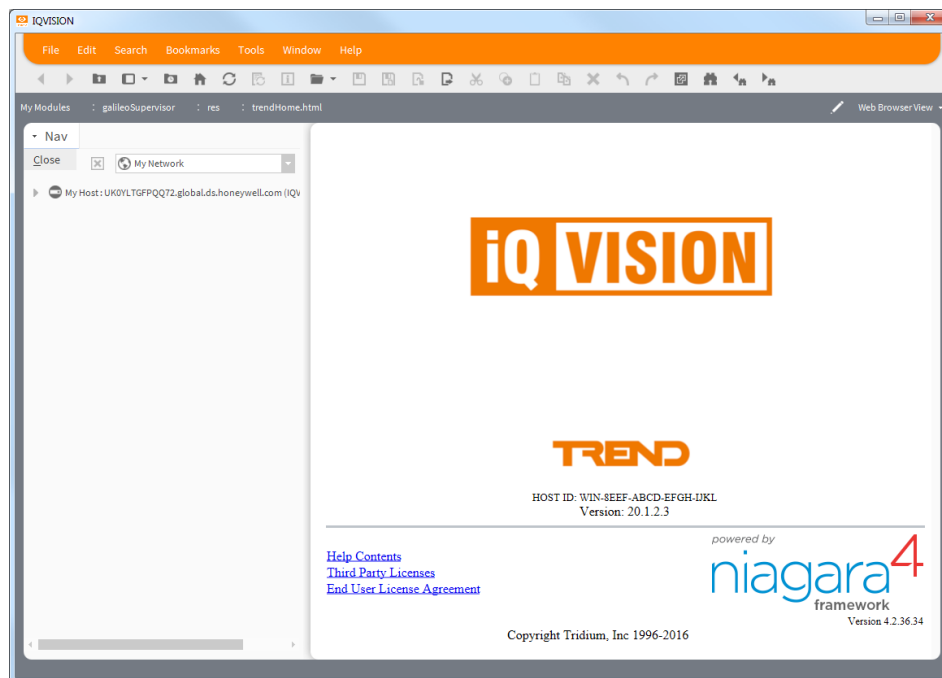 IQVISION
File Edit Search Bookmarks Tools Window Help
My Modules : galileoSupervisor : res : trendHome.html Web Browser View
Nav
Close
My Network
My Host : UK0YLTGFPQQ72.global.ds.honeywell.com (IQV
iQ VISION
TREND
HOST ID: WIN-8EEF-ABCD-EFGH-IJKL
Version: 20.1.2.3
Help Contents
Third Party Licenses
End User License Agreement
powered by
niagara4
framework
Version 4.2.36.34
Copyright Tridium, Inc 1996-2016